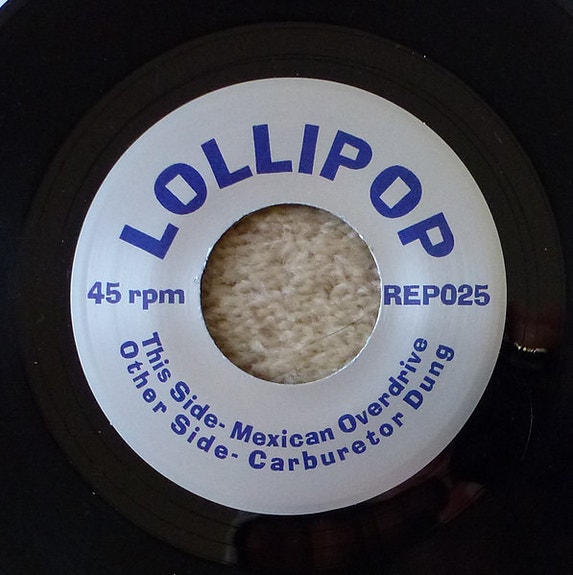 LOLLIPOP
45 rpm
REP025
This Side- Mexican Overdrive
Other Side- Carburetor Dung